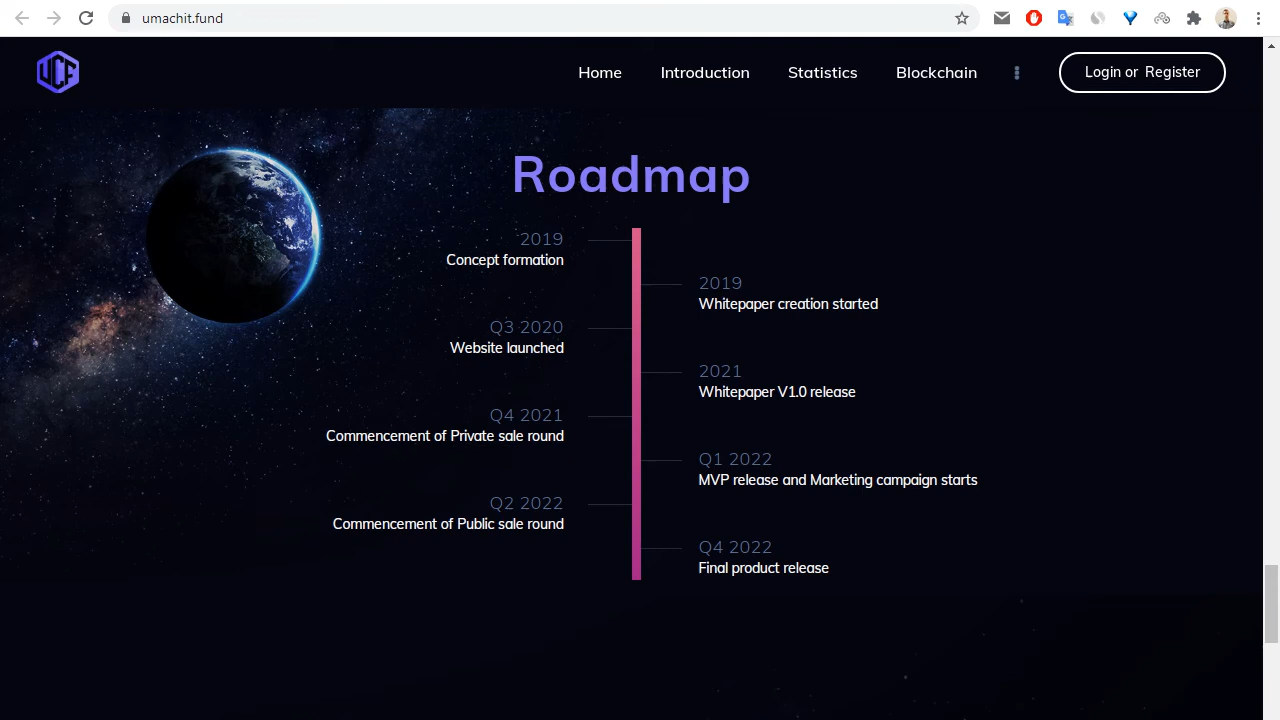 umachit.fund
UCF
Home Introduction Statistics Blockchain Login or Register
Roadmap
2019
Concept formation
2019
Whitepaper creation started
Q3 2020
Website launched
2021
Whitepaper V1.0 release
Q4 2021
Commencement of Private sale round
Q1 2022
MVP release and Marketing campaign starts
Q2 2022
Commencement of Public sale round
Q4 2022
Final product release